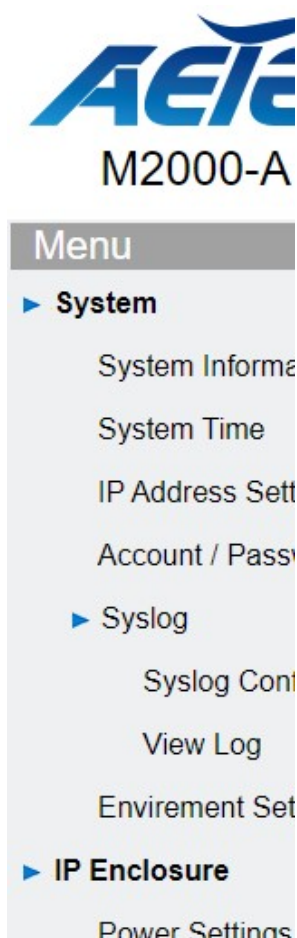 AETE
M2000-A
Menu
System
System Informa
System Time
IP Address Sett
Account / Passw
Syslog
Syslog Conf
View Log
Envirement Set
IP Enclosure
Power Settings